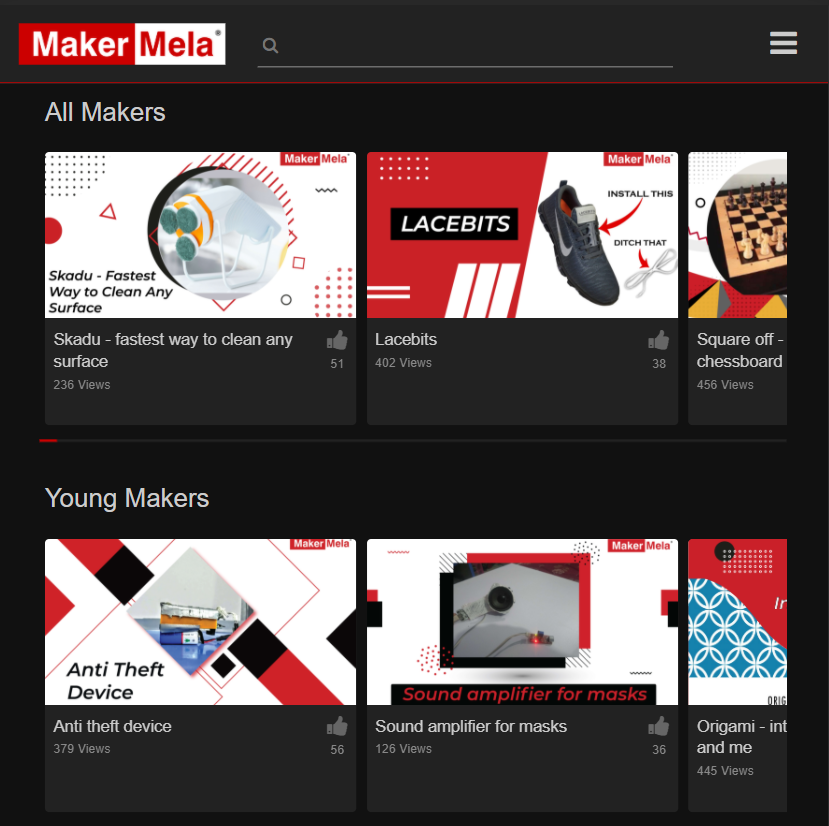 Maker Mela
All Makers
Maker Mela
Skadu - Fastest
Way to Clean Any
Surface
Skadu - fastest way to clean any
surface
51
236 Views
Maker Mela
LACEBITS
INSTALL THIS
DITCH THAT
Lacebits
38
402 Views
Square off -
chessboard
456 Views
Young Makers
Maker Mela
Anti Theft
Device
Anti theft device
56
379 Views
Maker Mela
Sound amplifier for masks
Sound amplifier for masks
36
126 Views
In
ORIG
Origami - int
and me
445 Views